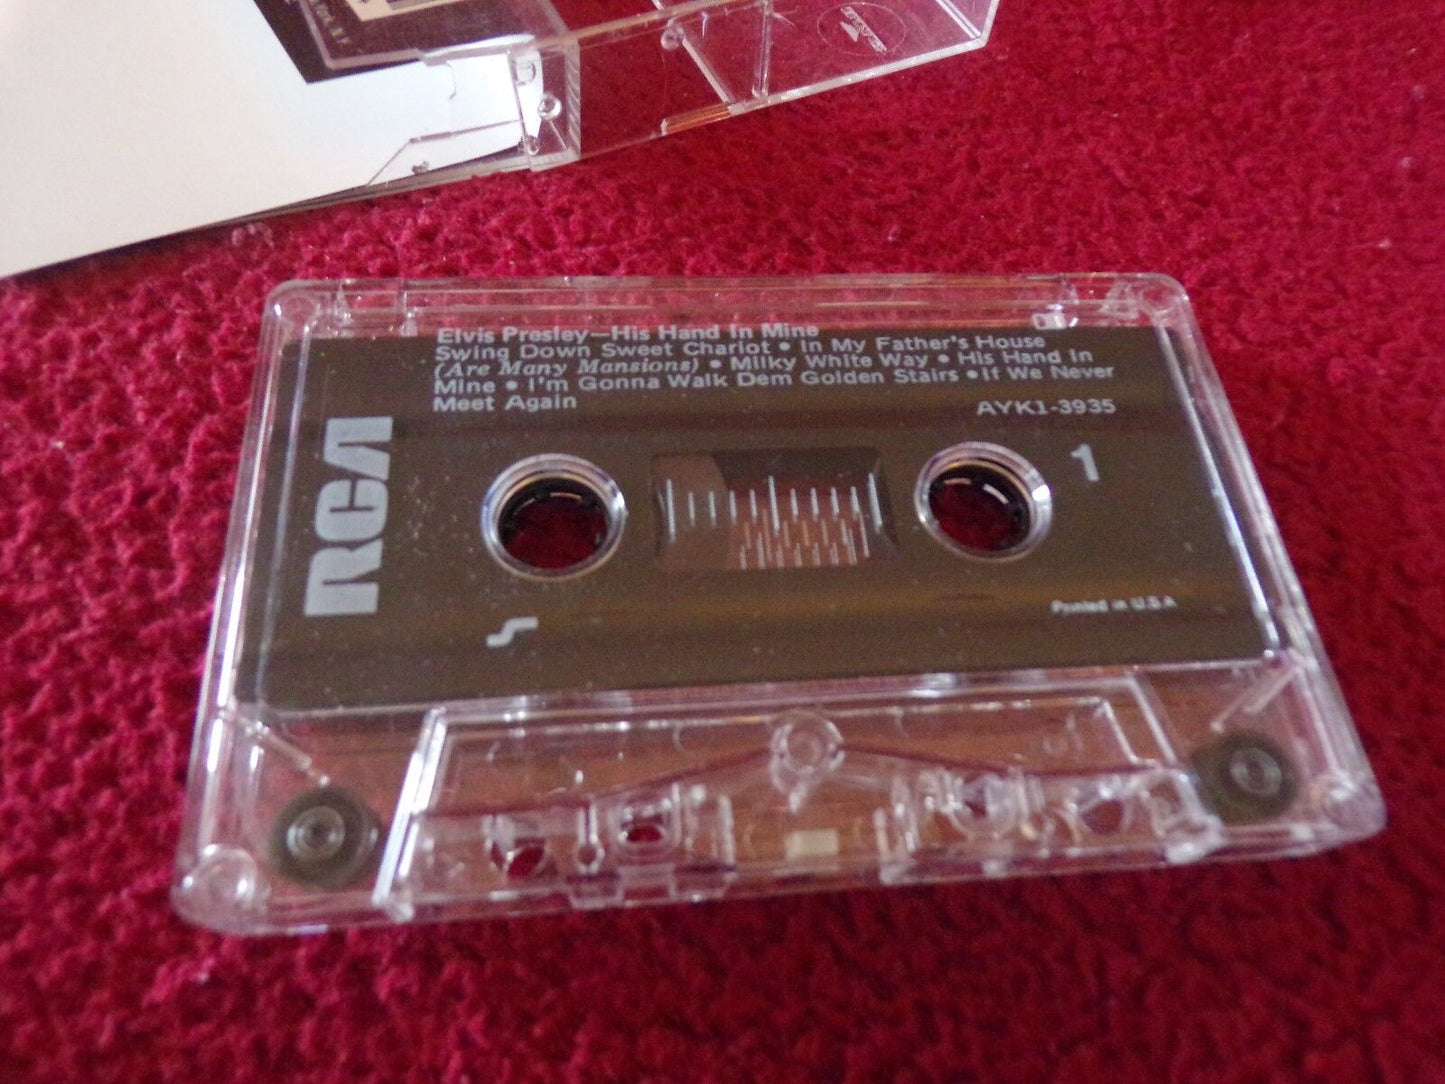 Elvis Presley—His Hand In Mine
Swing Down Sweet Chariot • In My Father's House
(Are Many Mansions) • Milky White Way • His Hand In
Mine • I'm Gonna Walk Dem Golden Stairs • If We Never
Meet Again
AYK1-3935
RCA
1
Printed in U.S.A